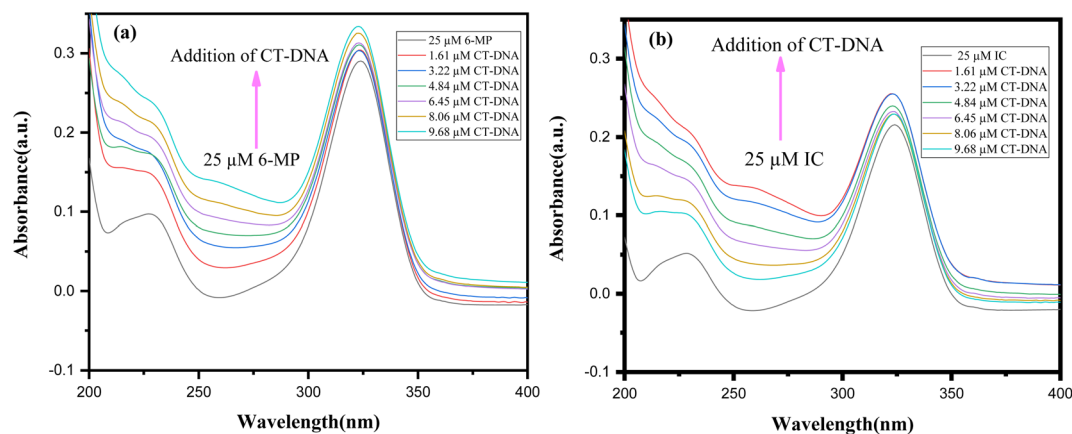 (a)
Addition of CT-DNA
25 µM 6-MP
25 µM 6-MP
1.61 µM CT-DNA
3.22 µM CT-DNA
4.84 µM CT-DNA
6.45 µM CT-DNA
8.06 µM CT-DNA
9.68 µM CT-DNA
Absorbance(a.u.)
0.3
0.2
0.1
0.0
-0.1
200
250
300
350
400
Wavelength(nm)
(b)
Addition of CT-DNA
25 µM IC
25 µM IC
1.61 µM CT-DNA
3.22 µM CT-DNA
4.84 µM CT-DNA
6.45 µM CT-DNA
8.06 µM CT-DNA
9.68 µM CT-DNA
Absorbance(a.u.)
0.3
0.2
0.1
0.0
-0.1
200
250
300
350
400
Wavelength(nm)